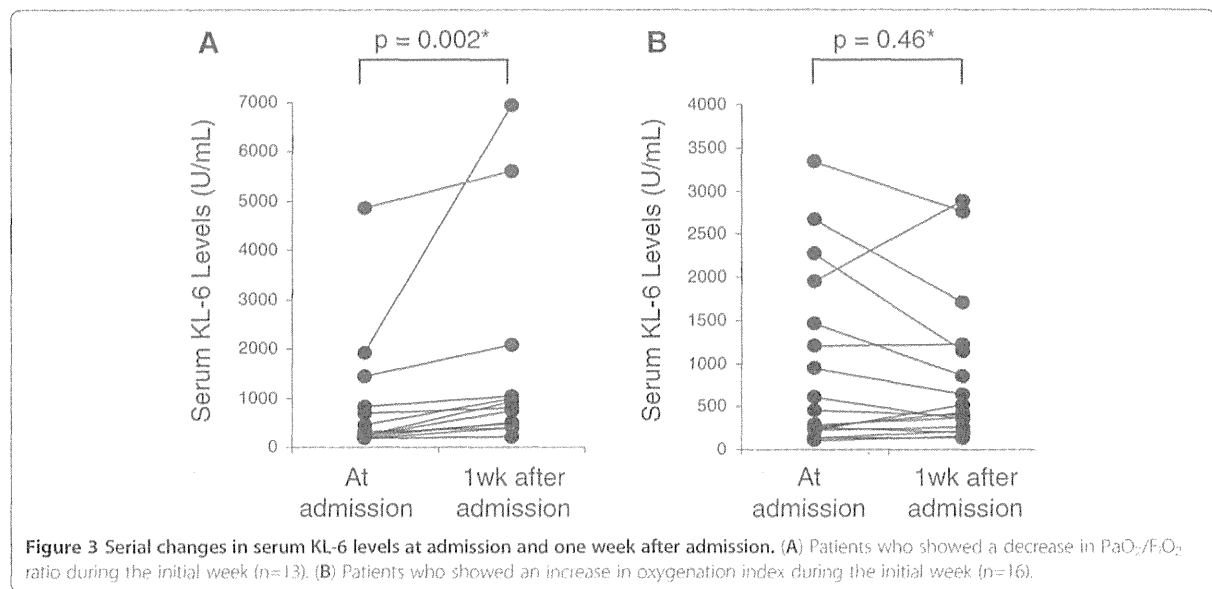 A
p = 0.002*
Serum KL-6 Levels (U/mL)
7000
6000
5000
4000
3000
2000
1000
0
At admission
1wk after admission
B
p = 0.46*
Serum KL-6 Levels (U/mL)
4000
3500
3000
2500
2000
1500
1000
500
0
At admission
1wk after admission
Figure 3 Serial changes in serum KL-6 levels at admission and one week after admission. (A) Patients who showed a decrease in PaO₂/FᵢO₂
ratio during the initial week (n=13). (B) Patients who showed an increase in oxygenation index during the initial week (n=16).